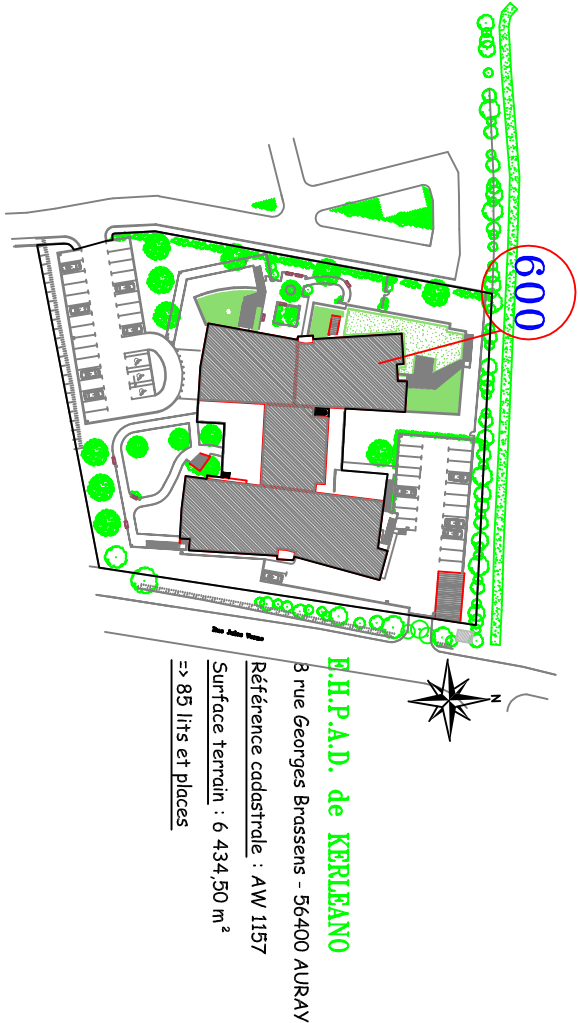 600
Rue Jules Verne
N
E.H.P.A.D. de KERLEANO
3 rue Georges Brassens - 56400 AURAY
Référence cadastrale : AW 1157
Surface terrain : 6 434,50 m²
=> 85 lits et places